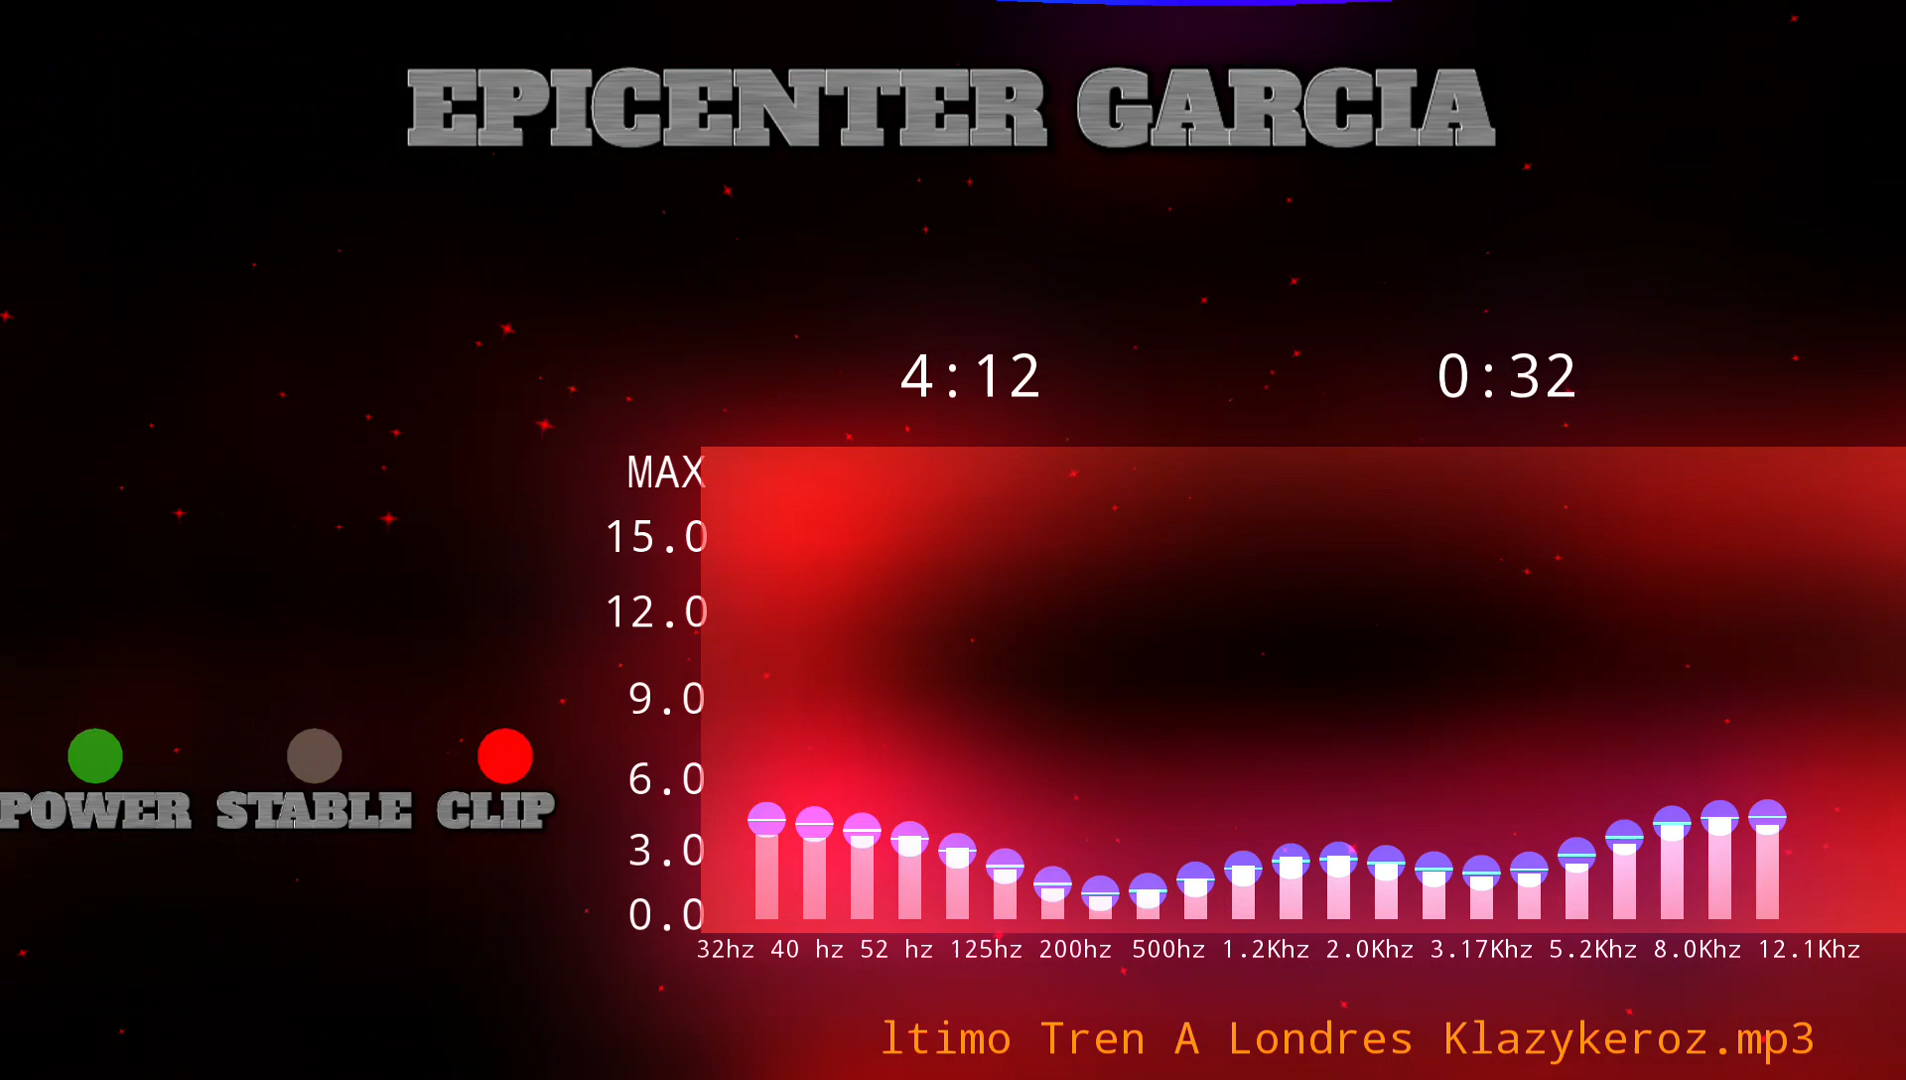 EPICENTER GARCIA
4:12 0:32
MAX
15.0
12.0
9.0
6.0
3.0
0.0
POWER STABLE CLIP
32hz 40 hz 52 hz 125hz 200hz 500hz 1.2Khz 2.0Khz 3.17Khz 5.2Khz 8.0Khz 12.1Khz
ltimo Tren A Londres Klazykeroz.mp3